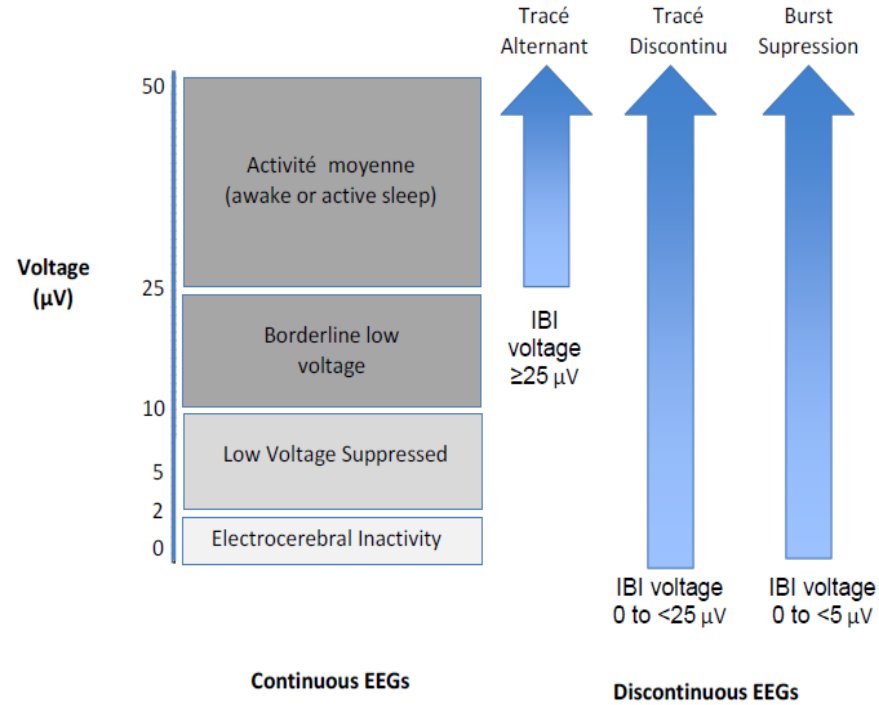 Tracé
Alternant
Tracé
Discontinu
Burst
Supression
Voltage
(µV)
50
25
10
5
2
0
Activité moyenne
(awake or active sleep)
Borderline low
voltage
Low Voltage Suppressed
Electrocerebral Inactivity
IBI
voltage
≥25 µV
IBI voltage
0 to <25 µV
IBI voltage
0 to <5 µV
Continuous EEGs
Discontinuous EEGs